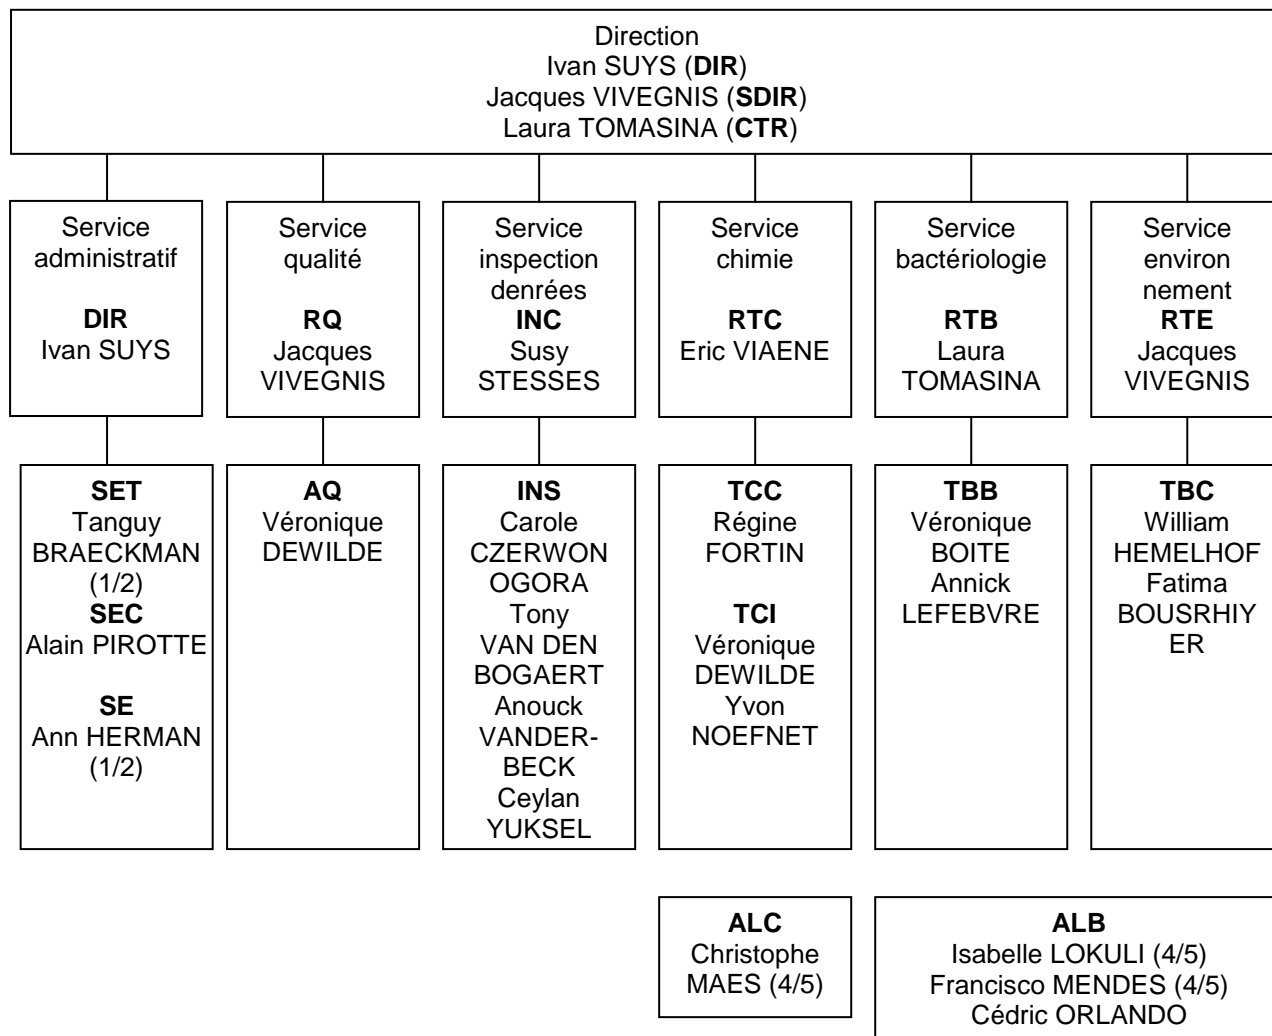 Direction
Ivan SUYS (DIR)
Jacques VIVEGNIS (SDIR)
Laura TOMASINA (CTR)
Service
administratif
DIR
Ivan SUYS
Service
qualité
RQ
Jacques
VIVEGNIS
Service
inspection
denrées
INC
Susy
STESSES
Service
chimie
RTC
Eric VIAENE
Service
bactériologie
RTB
Laura
TOMASINA
Service
environ
nement
RTE
Jacques
VIVEGNIS
SET
Tanguy
BRAECKMAN
(1/2)
SEC
Alain PIROTTE
SE
Ann HERMAN
(1/2)
AQ
Véronique
DEWILDE
INS
Carole
CZERWON
OGORA
Tony
VAN DEN
BOGAERT
Anouck
VANDER-
BECK
Ceylan
YUKSEL
TCC
Régine
FORTIN
TCI
Véronique
DEWILDE
Yvon
NOEFNET
TBB
Véronique
BOITE
Annick
LEFEBVRE
TBC
William
HEMELHOF
Fatima
BOUSRHIY
ER
ALC
Christophe
MAES (4/5)
ALB
Isabelle LOKULI (4/5)
Francisco MENDES (4/5)
Cédric ORLANDO